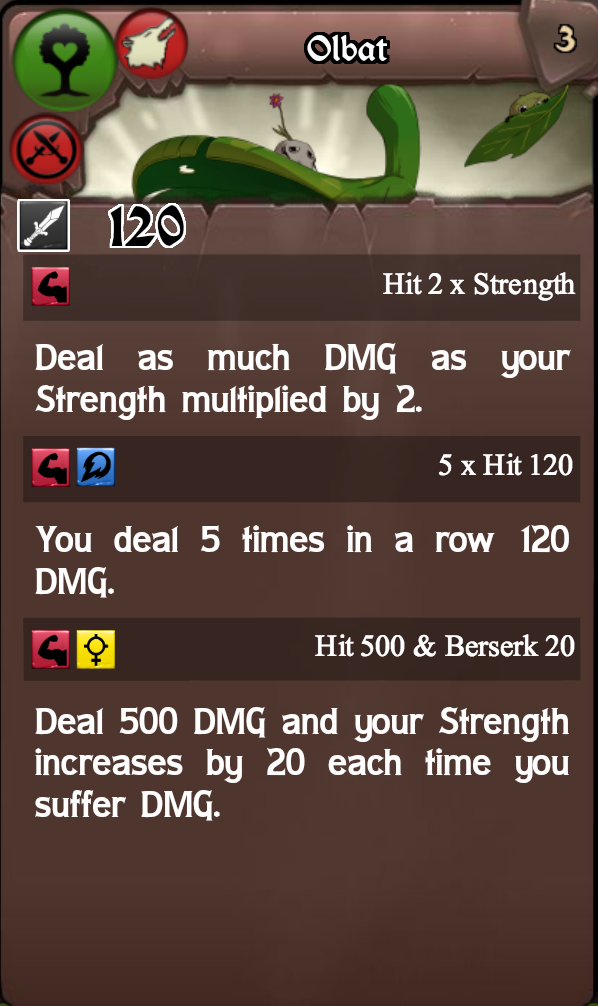 Olbat
3
120
Hit 2 x Strength
Deal as much DMG as your
Strength multiplied by 2.
5 x Hit 120
You deal 5 times in a row 120
DMG.
Hit 500 & Berserk 20
Deal 500 DMG and your Strength
increases by 20 each time you
suffer DMG.